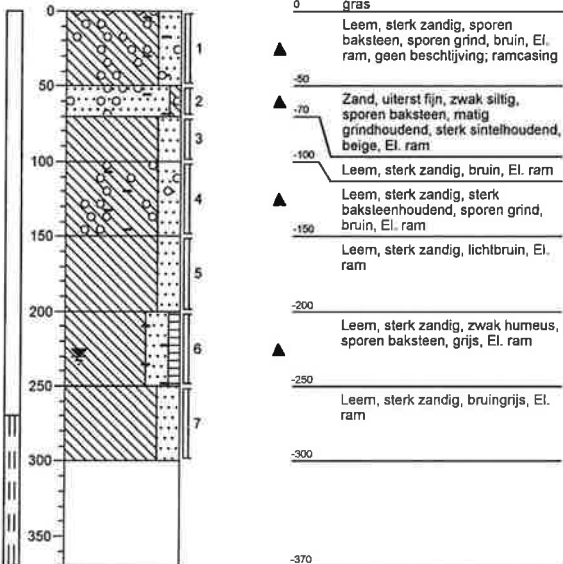 0
50
100
150
200
250
300
350
1
2
3
4
5
6
7
0 gras
Leem, sterk zandig, sporen
baksteen, sporen grind, bruin, El.
ram, geen beschtijving; ramcasing
-50
Zand, uiterst fijn, zwak siltig,
sporen baksteen, matig
grindhoudend, sterk sintelhoudend,
beige, El. ram
-70
Leem, sterk zandig, bruin, El. ram
-100
Leem, sterk zandig, sterk
baksteenhoudend, sporen grind,
bruin, El. ram
-150
Leem, sterk zandig, lichtbruin, El.
ram
-200
Leem, sterk zandig, zwak humeus,
sporen baksteen, grijs, El. ram
-250
Leem, sterk zandig, bruingrijs, El.
ram
-300
-370